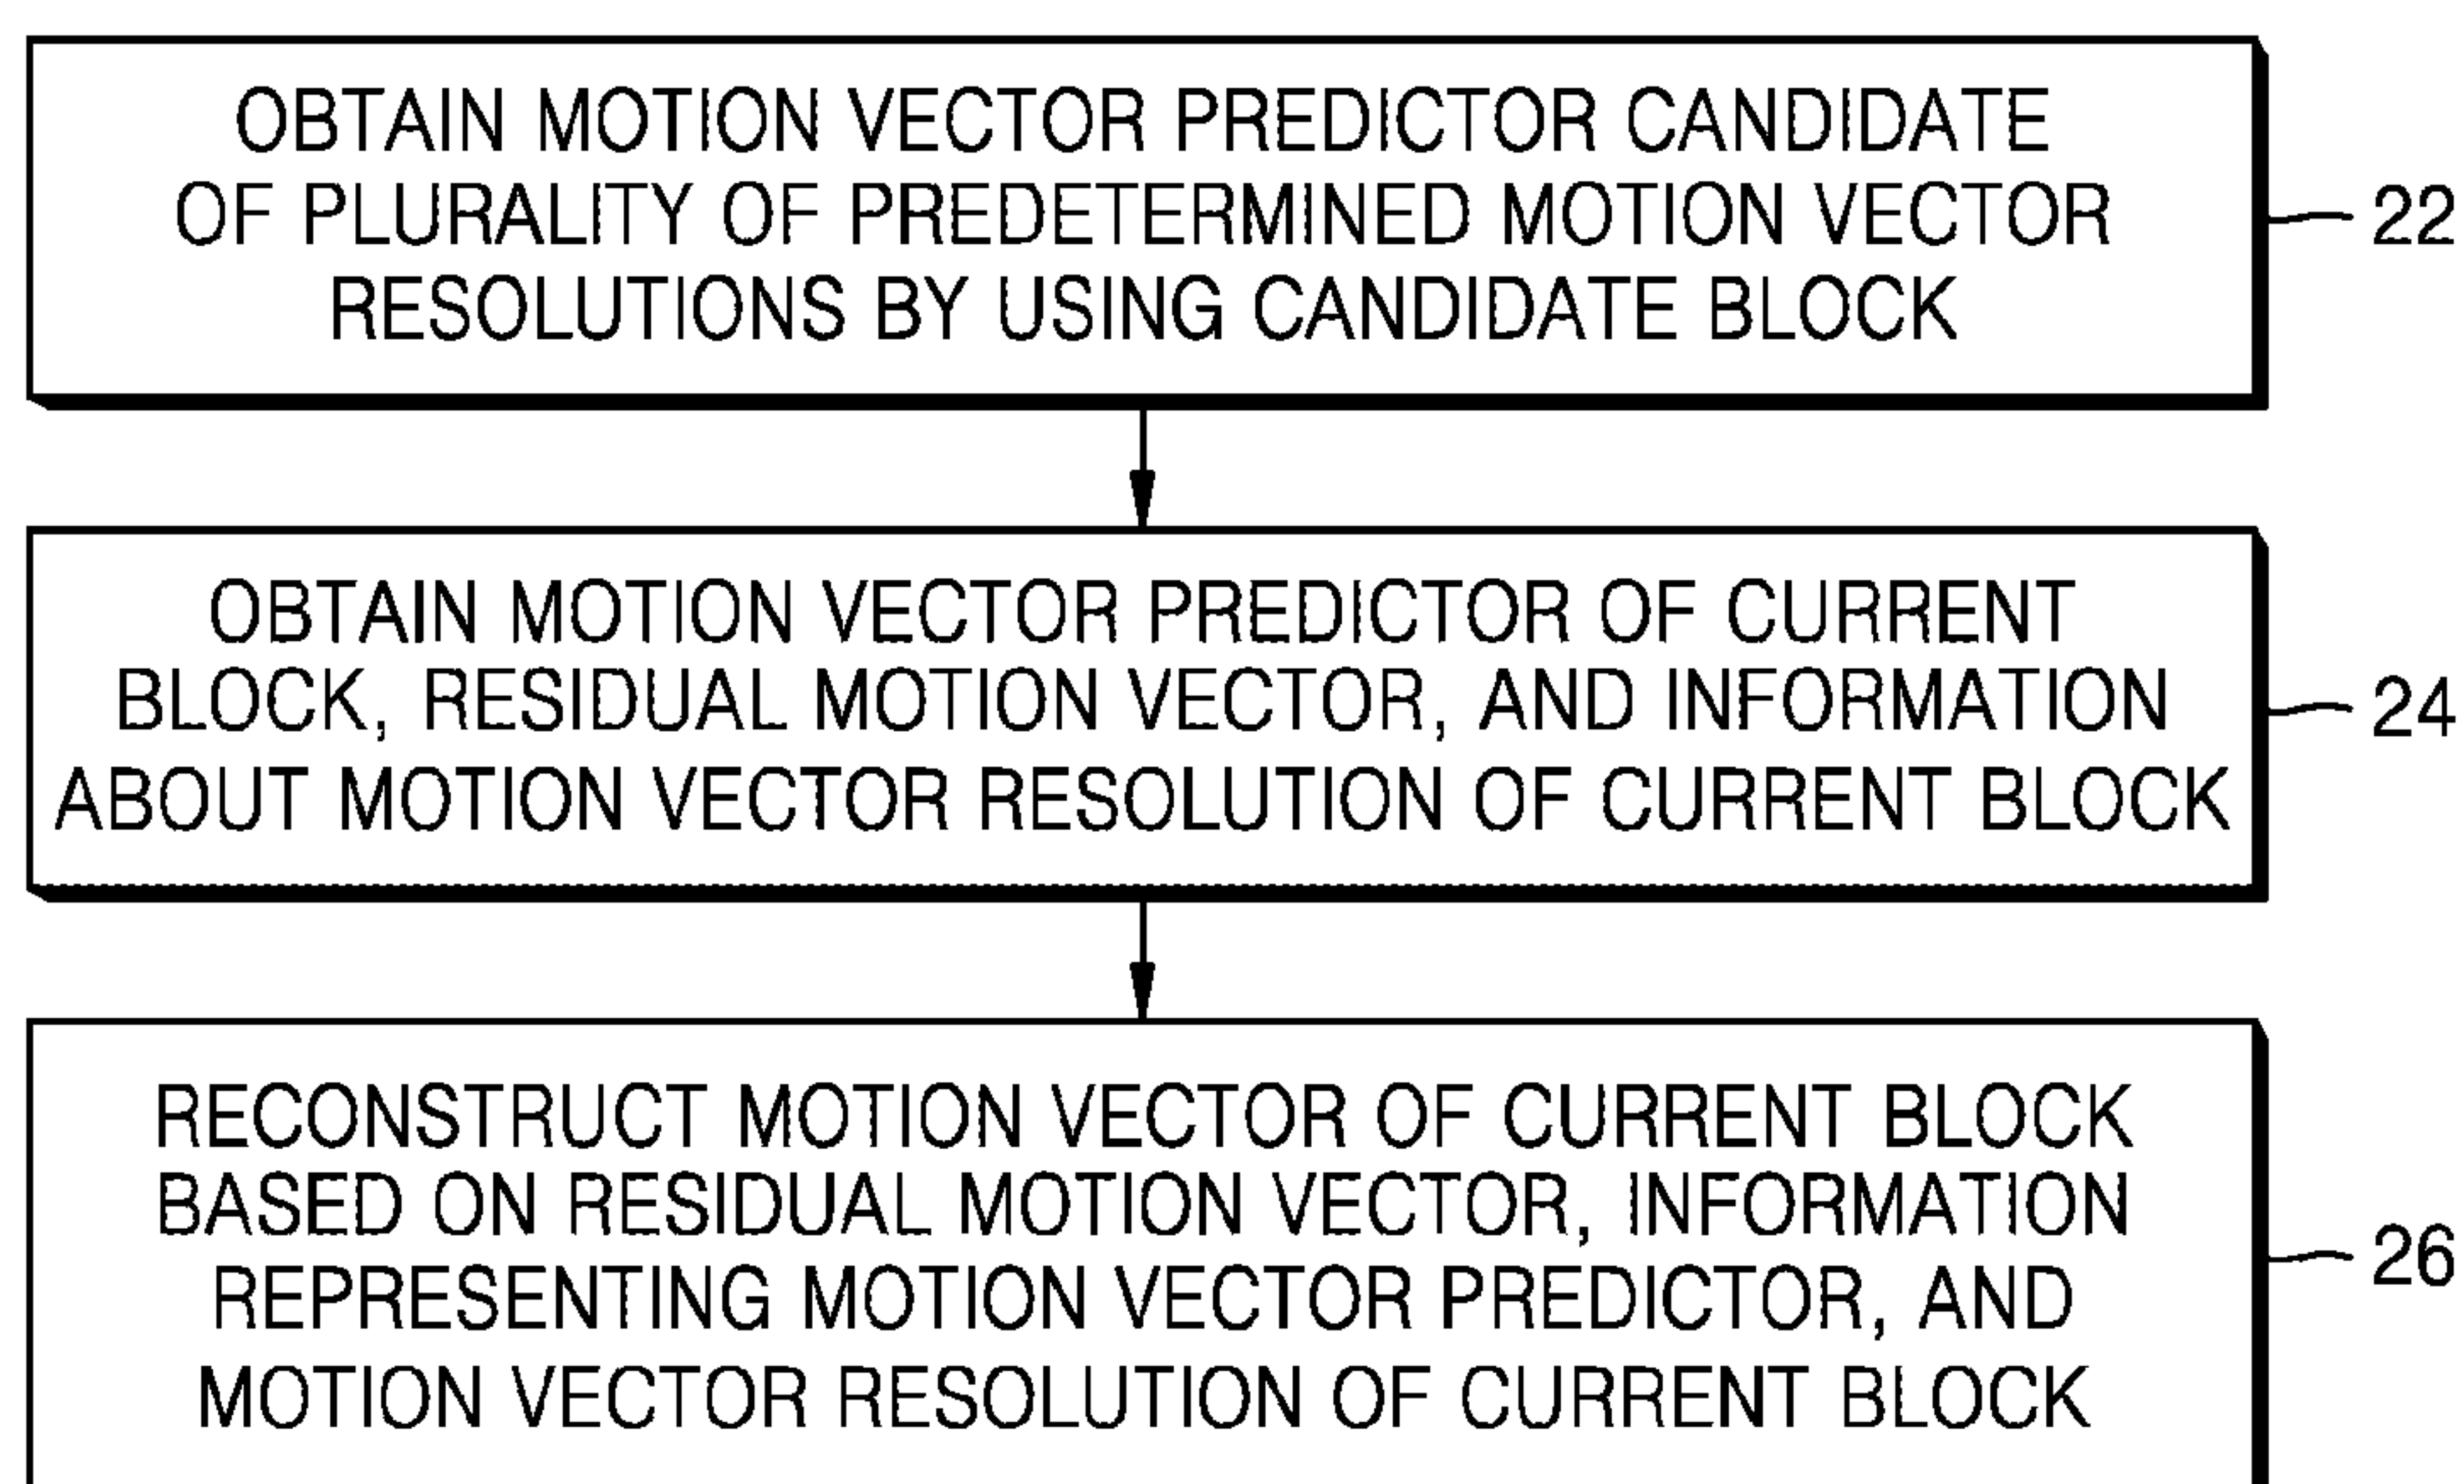 OBTAIN MOTION VECTOR PREDICTOR CANDIDATE
OF PLURALITY OF PREDETERMINED MOTION VECTOR
RESOLUTIONS BY USING CANDIDATE BLOCK
22
OBTAIN MOTION VECTOR PREDICTOR OF CURRENT
BLOCK, RESIDUAL MOTION VECTOR, AND INFORMATION
ABOUT MOTION VECTOR RESOLUTION OF CURRENT BLOCK
24
RECONSTRUCT MOTION VECTOR OF CURRENT BLOCK
BASED ON RESIDUAL MOTION VECTOR, INFORMATION
REPRESENTING MOTION VECTOR PREDICTOR, AND
MOTION VECTOR RESOLUTION OF CURRENT BLOCK
26